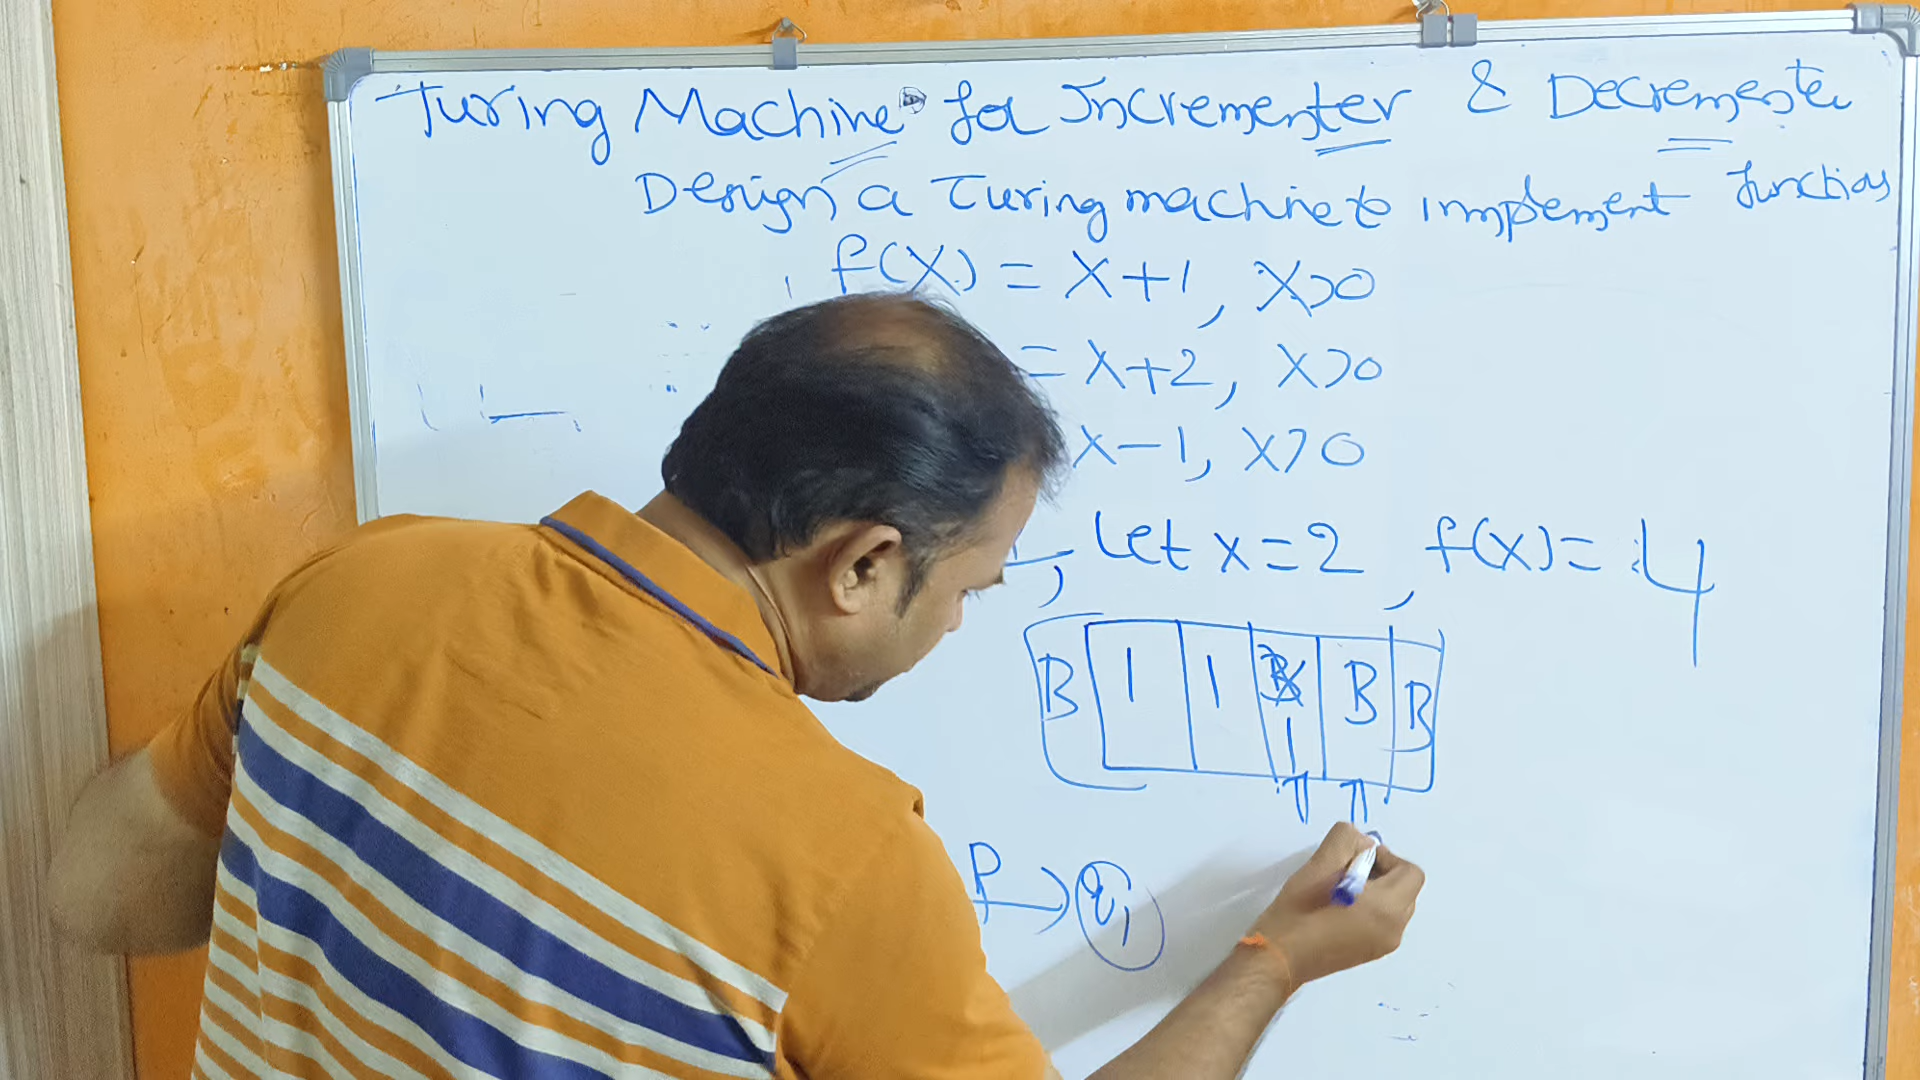 Turing Machine for Incrementer & Decrementer
Design a Turing machine to implement functions
f(X) = X+1, X>0
= X+2, X>0
X-1, X>0
, Let x=2, f(x)= 4
B 1 1 B B B
1
R q1